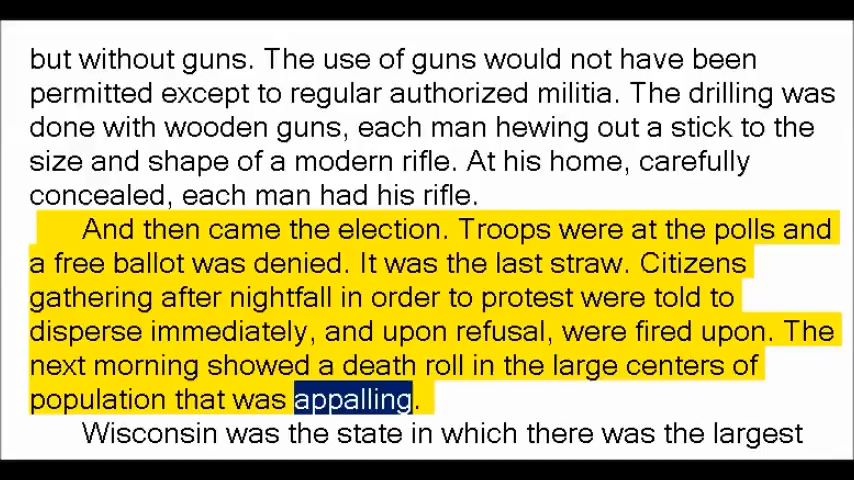 but without guns. The use of guns would not have been
permitted except to regular authorized militia. The drilling was
done with wooden guns, each man hewing out a stick to the
size and shape of a modern rifle. At his home, carefully
concealed, each man had his rifle.
And then came the election. Troops were at the polls and
a free ballot was denied. It was the last straw. Citizens
gathering after nightfall in order to protest were told to
disperse immediately, and upon refusal, were fired upon. The
next morning showed a death roll in the large centers of
population that was appalling.
Wisconsin was the state in which there was the largest